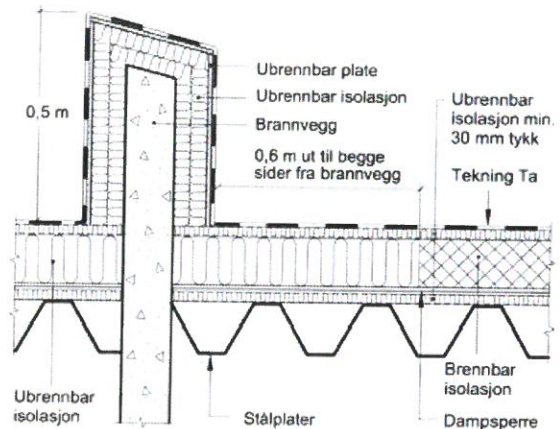 Ubrennbar plate
Ubrennbar isolasjon
Brannvegg
0,5 m
0,6 m ut til begge
sider fra brannvegg
Ubrennbar
isolasjon min.
30 mm tykk
Tekning Ta
Ubrennbar
isolasjon
Stålplater
Brennbar
isolasjon
Dampsperre